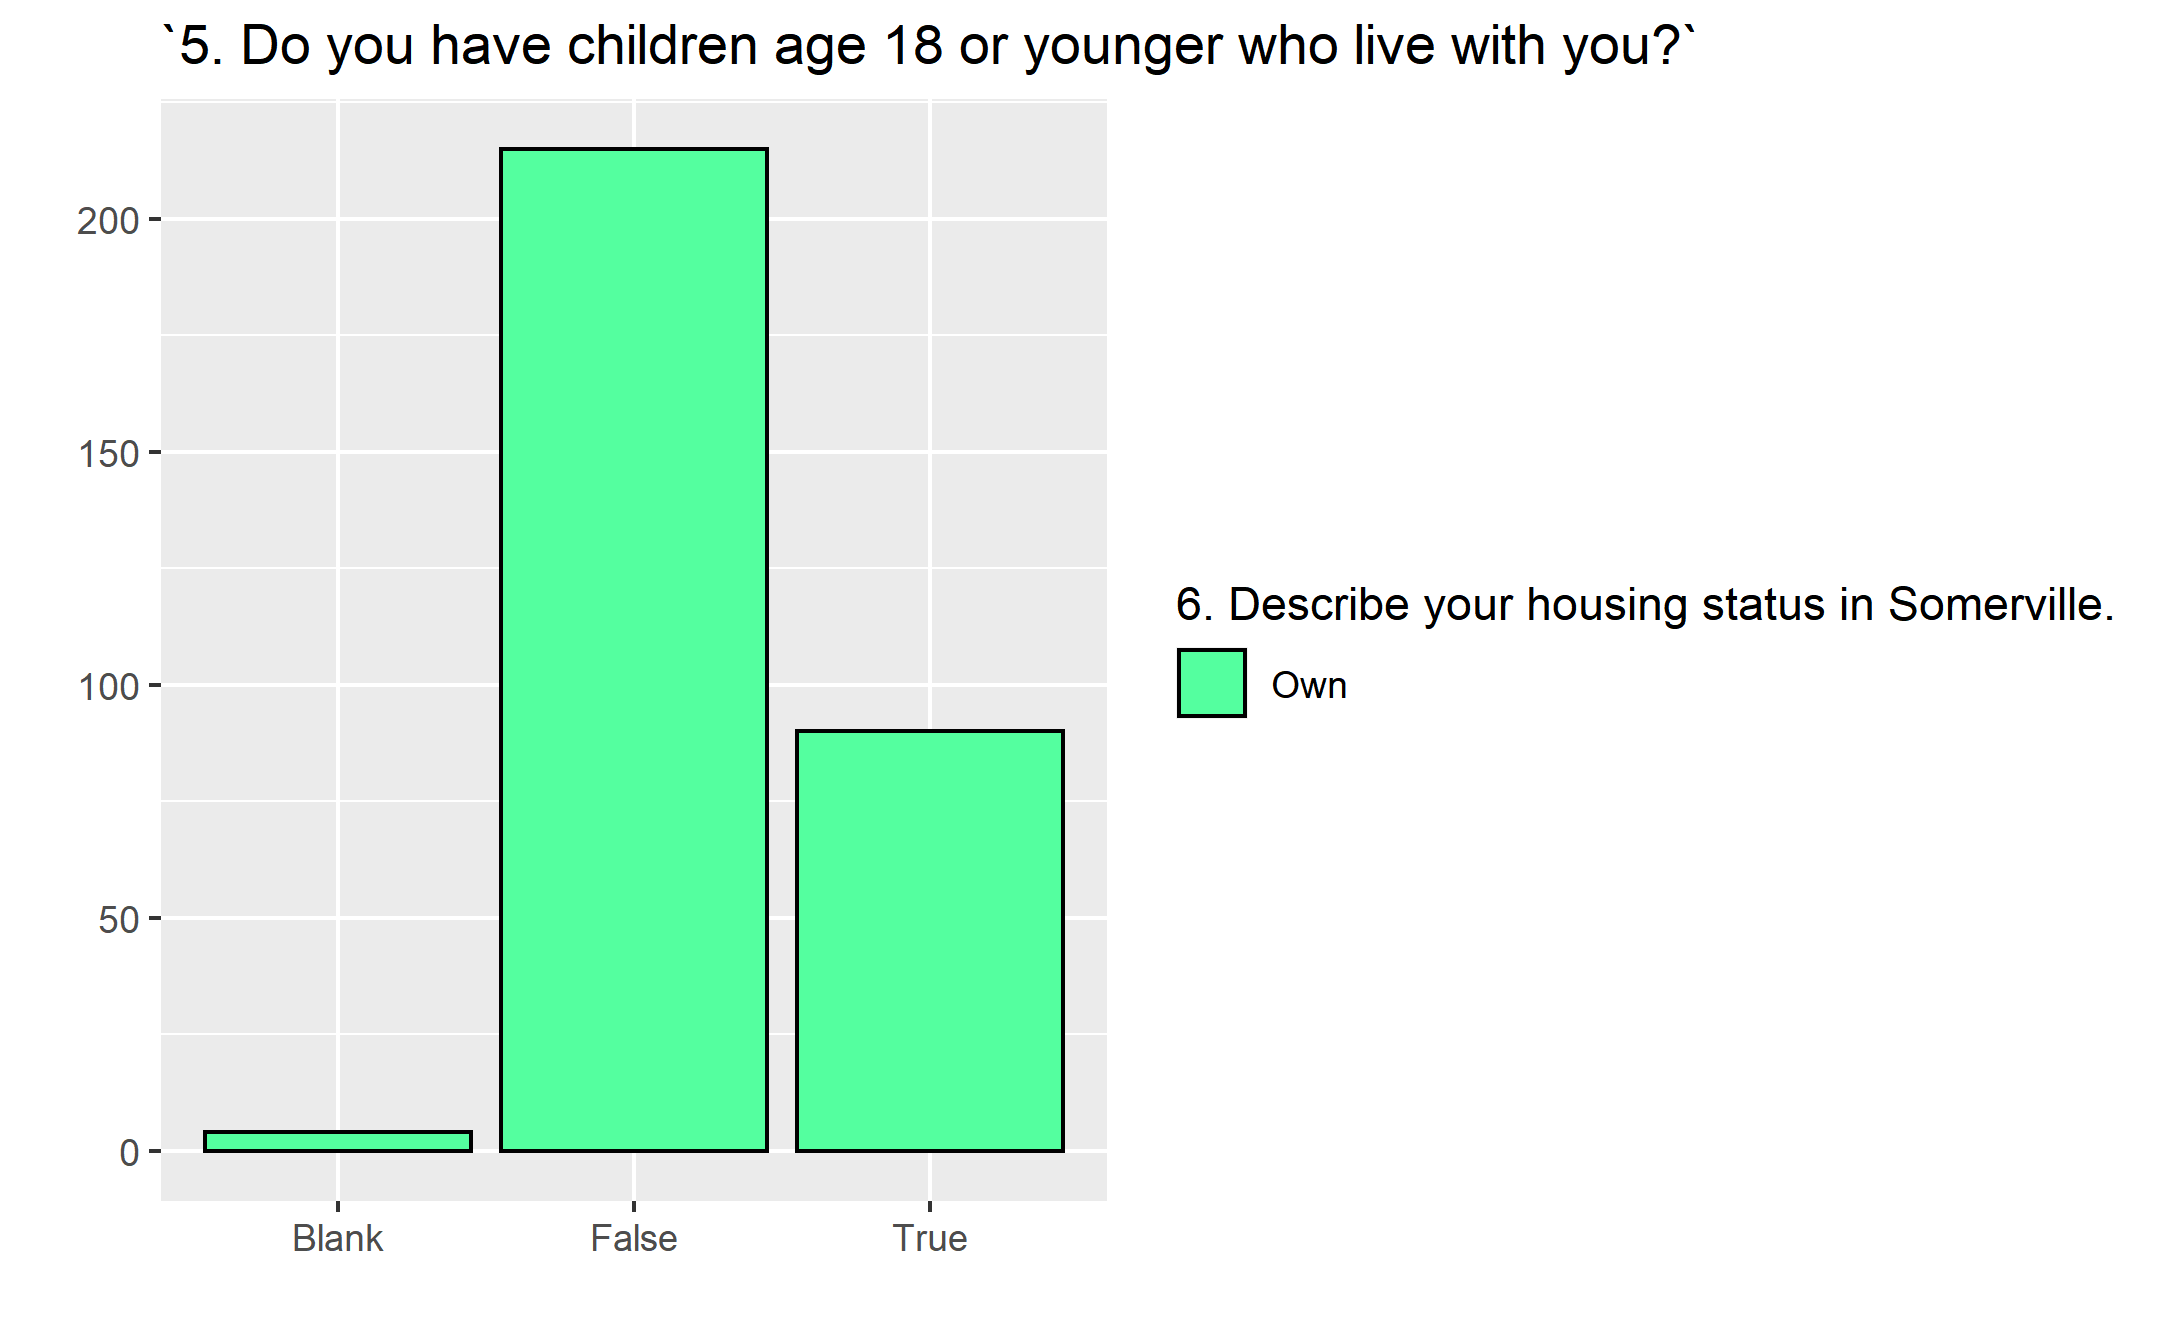 `5. Do you have children age 18 or younger who live with you?`
200
150
100
50
0
Blank False True
6. Describe your housing status in Somerville.
Own